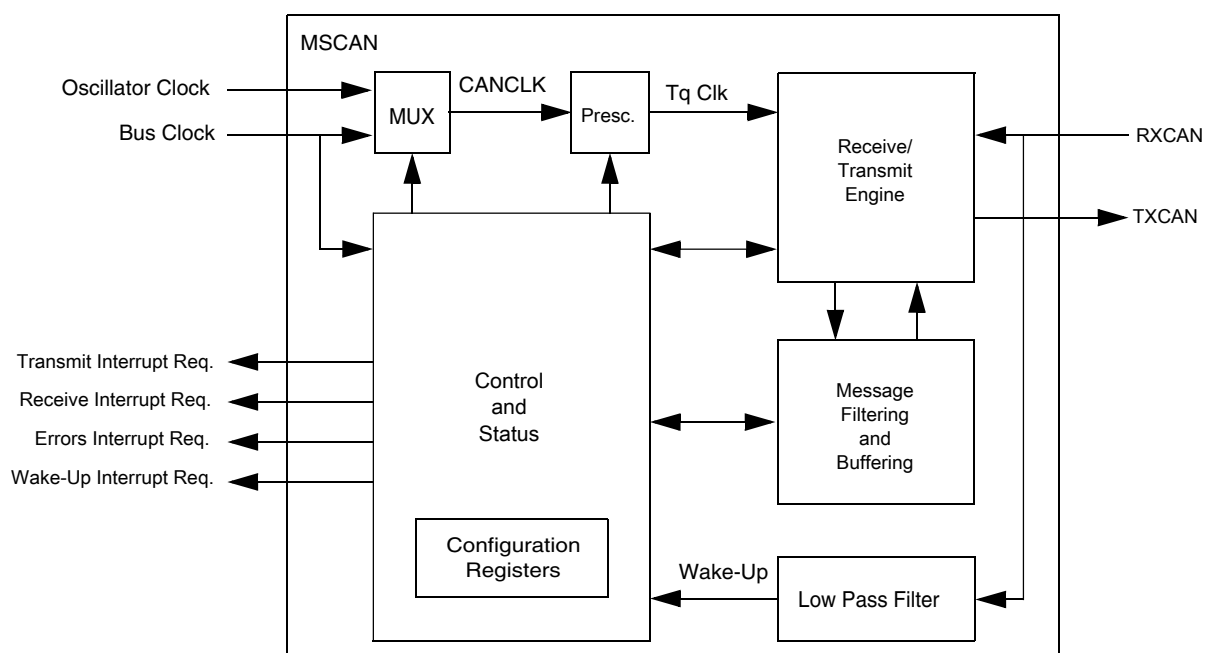 MSCAN
Oscillator Clock
Bus Clock
MUX
CANCLK
Presc.
Tq Clk
Receive/
Transmit
Engine
RXCAN
TXCAN
Transmit Interrupt Req.
Receive Interrupt Req.
Errors Interrupt Req.
Wake-Up Interrupt Req.
Control
and
Status
Message
Filtering
and
Buffering
Configuration
Registers
Wake-Up
Low Pass Filter